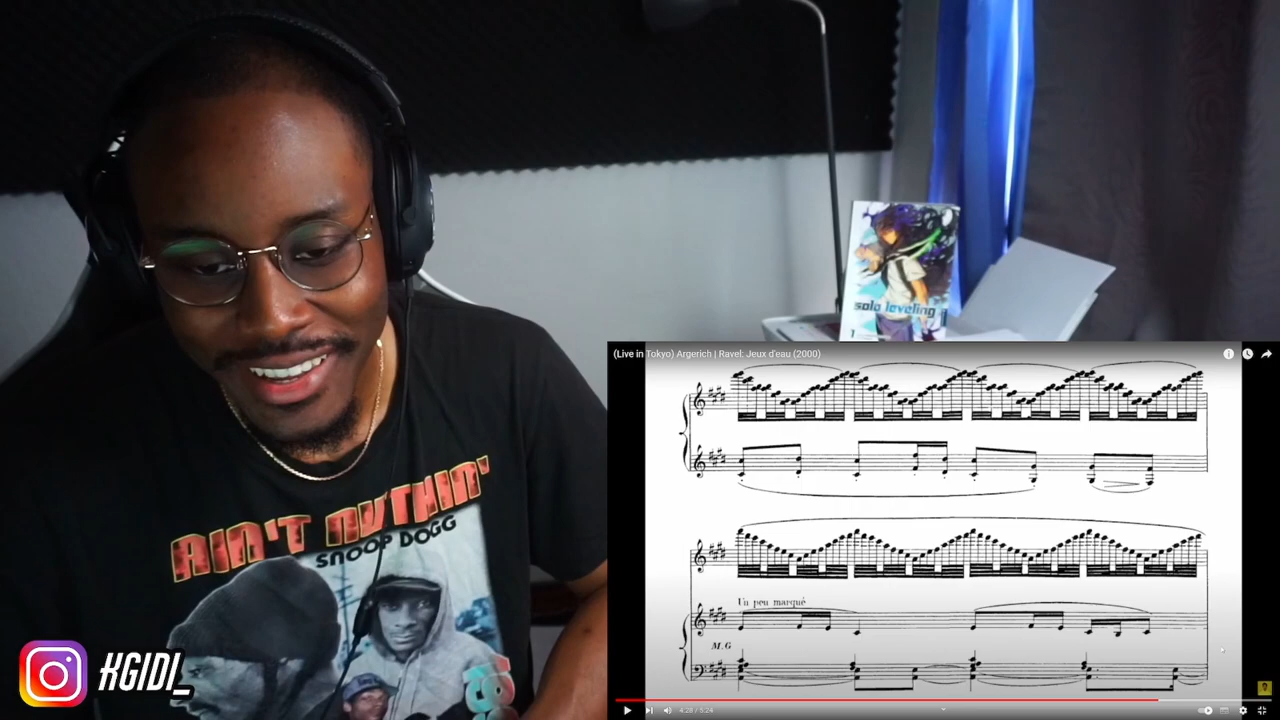 (Live in Tokyo) Argerich | Ravel: Jeux d'eau (2000)
solo leveling
1
AIN'T NUTHIN'
SNOOP DOGG
Un peu marqué
M.G
KGIDI_
4:28 / 5:24